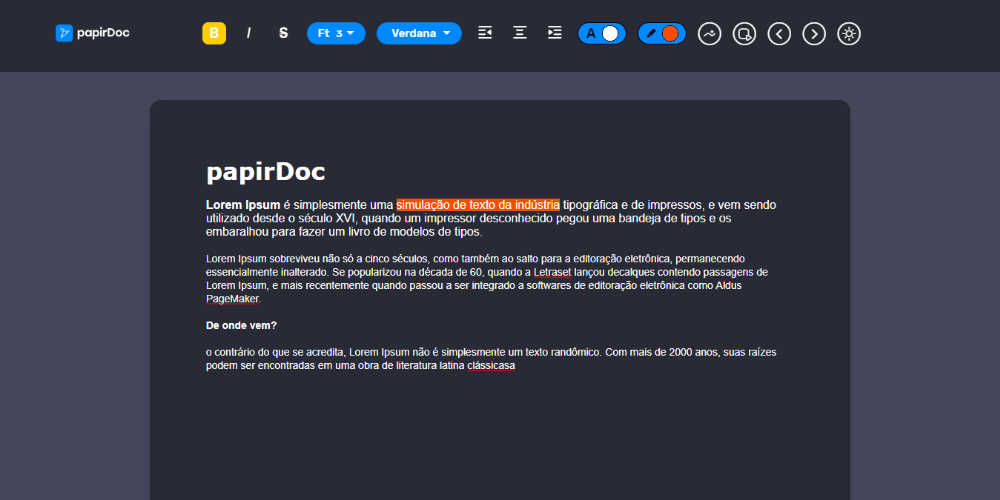 papirDoc
B I S Ft 3 Verdana A
papirDoc
Lorem Ipsum é simplesmente uma simulação de texto da indústria tipográfica e de impressos, e vem sendo
utilizado desde o século XVI, quando um impressor desconhecido pegou uma bandeja de tipos e os
embaralhou para fazer um livro de modelos de tipos.
Lorem Ipsum sobreviveu não só a cinco séculos, como também ao salto para a editoração eletrônica, permanecendo
essencialmente inalterado. Se popularizou na década de 60, quando a Letraset lançou decalques contendo passagens de
Lorem Ipsum, e mais recentemente quando passou a ser integrado a softwares de editoração eletrônica como Aldus
PageMaker.
De onde vem?
o contrário do que se acredita, Lorem Ipsum não é simplesmente um texto randômico. Com mais de 2000 anos, suas raízes
podem ser encontradas em uma obra de literatura latina clássicasa